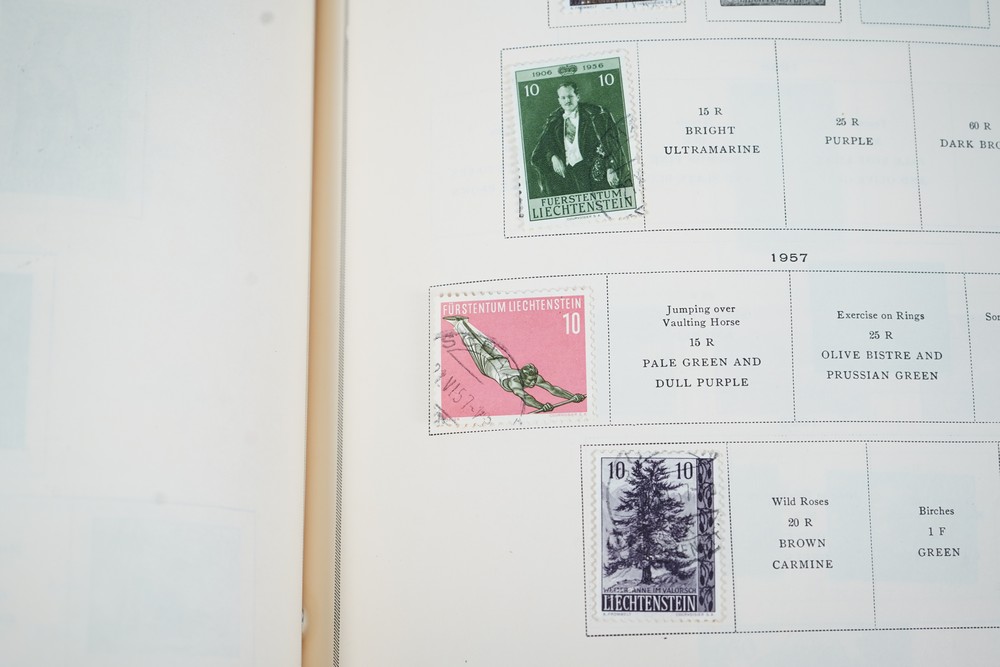 1906 1956
10 10
FUERSTENTUM
LIECHTENSTEIN
15 R
BRIGHT
ULTRAMARINE
25 R
PURPLE
60 R
DARK BRO
1957
FÜRSTENTUM LIECHTENSTEIN
10
Jumping over
Vaulting Horse
15 R
PALE GREEN AND
DULL PURPLE
Exercise on Rings
25 R
OLIVE BISTRE AND
PRUSSIAN GREEN
10 10
LIECHTENSTEIN
Wild Roses
20 R
BROWN
CARMINE
Birches
1 F
GREEN